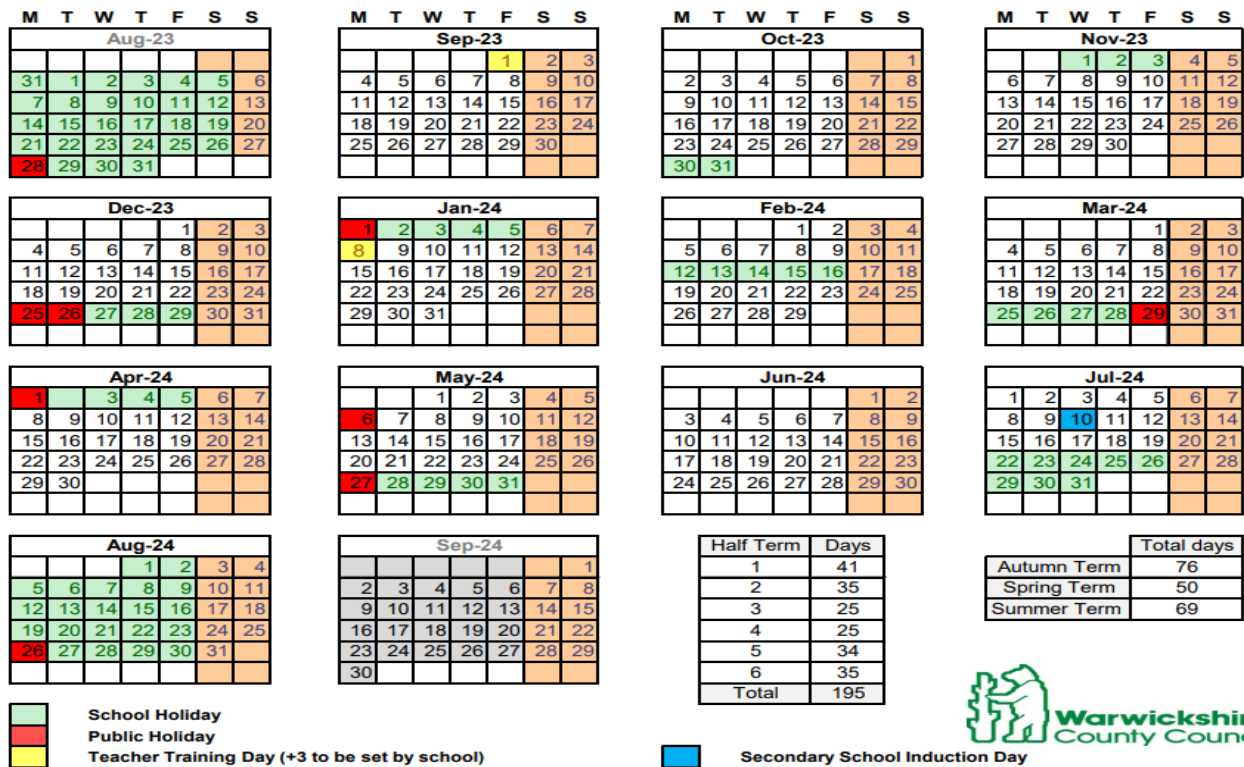 M T W T F S S
Aug-23
31 1 2 3 4 5 6
7 8 9 10 11 12 13
14 15 16 17 18 19 20
21 22 23 24 25 26 27
28 29 30 31
M T W T F S S
Sep-23
1 2 3
4 5 6 7 8 9 10
11 12 13 14 15 16 17
18 19 20 21 22 23 24
25 26 27 28 29 30
M T W T F S S
Oct-23
1
2 3 4 5 6 7 8
9 10 11 12 13 14 15
16 17 18 19 20 21 22
23 24 25 26 27 28 29
30 31
M T W T F S S
Nov-23
1 2 3 4 5
6 7 8 9 10 11 12
13 14 15 16 17 18 19
20 21 22 23 24 25 26
27 28 29 30
Dec-23
1 2 3
4 5 6 7 8 9 10
11 12 13 14 15 16 17
18 19 20 21 22 23 24
25 26 27 28 29 30 31
Jan-24
1 2 3 4 5 6 7
8 9 10 11 12 13 14
15 16 17 18 19 20 21
22 23 24 25 26 27 28
29 30 31
Feb-24
1 2 3 4
5 6 7 8 9 10 11
12 13 14 15 16 17 18
19 20 21 22 23 24 25
26 27 28 29
Mar-24
1 2 3
4 5 6 7 8 9 10
11 12 13 14 15 16 17
18 19 20 21 22 23 24
25 26 27 28 29 30 31
Apr-24
1 3 4 5 6 7
8 9 10 11 12 13 14
15 16 17 18 19 20 21
22 23 24 25 26 27 28
29 30
May-24
1 2 3 4 5
6 7 8 9 10 11 12
13 14 15 16 17 18 19
20 21 22 23 24 25 26
27 28 29 30 31
Jun-24
1 2
3 4 5 6 7 8 9
10 11 12 13 14 15 16
17 18 19 20 21 22 23
24 25 26 27 28 29 30
Jul-24
1 2 3 4 5 6 7
8 9 10 11 12 13 14
15 16 17 18 19 20 21
22 23 24 25 26 27 28
29 30 31
Aug-24
1 2 3 4
5 6 7 8 9 10 11
12 13 14 15 16 17 18
19 20 21 22 23 24 25
26 27 28 29 30 31
Sep-24
1
2 3 4 5 6 7 8
9 10 11 12 13 14 15
16 17 18 19 20 21 22
23 24 25 26 27 28 29
30
Half Term Days
1 41
2 35
3 25
4 25
5 34
6 35
Total 195
Total days
Autumn Term 76
Spring Term 50
Summer Term 69
Warwickshir
County Counc
School Holiday
Public Holiday
Teacher Training Day (+3 to be set by school)
Secondary School Induction Day